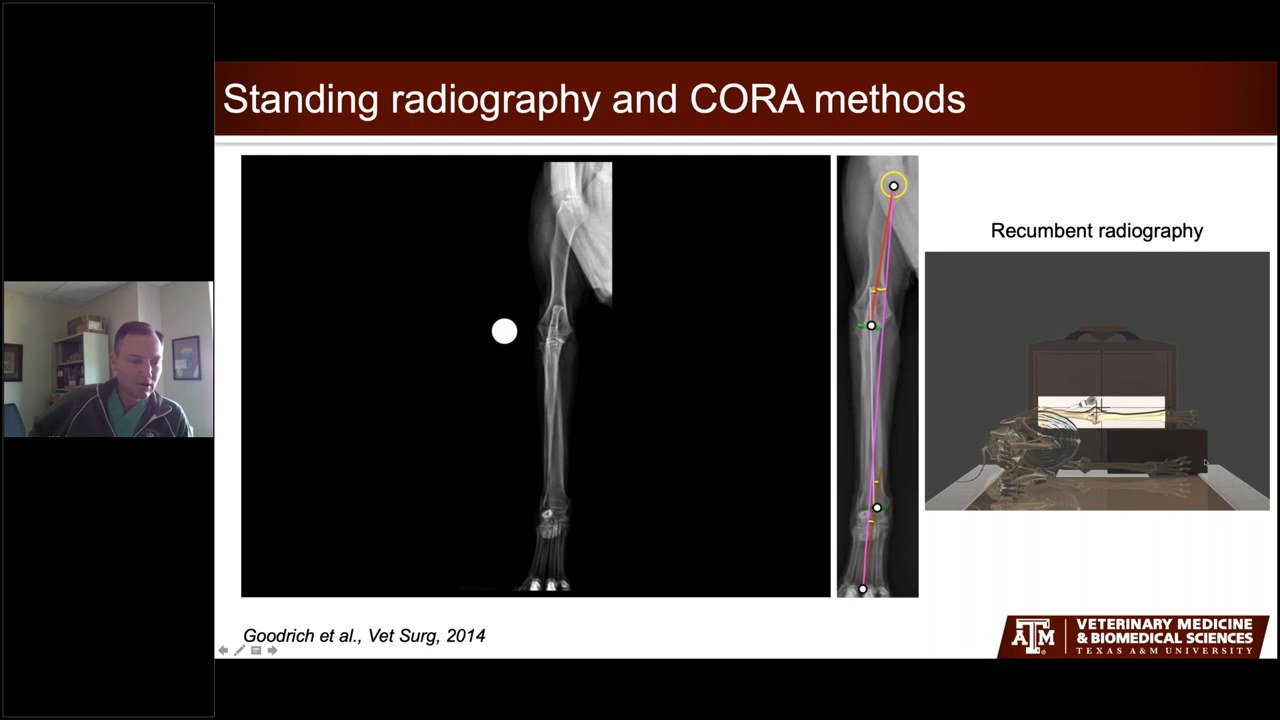 Standing radiography and CORA methods
Recumbent radiography
Goodrich et al., Vet Surg, 2014
ATM
VETERINARY MEDICINE
& BIOMEDICAL SCIENCES
TEXAS A&M UNIVERSITY